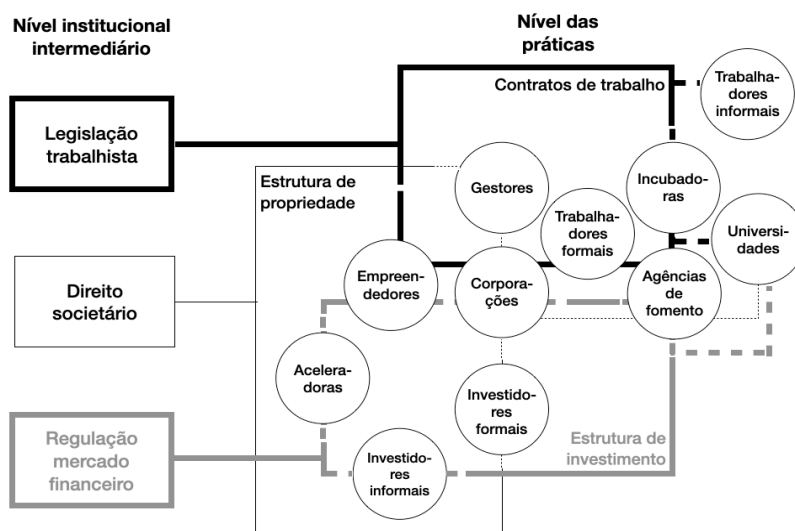 Nível institucional
intermediário
Nível das
práticas
Legislação
trabalhista
Contratos de trabalho
Trabalha-
dores
informais
Estrutura de
propriedade
Gestores
Incubado-
ras
Trabalha-
dores
formais
Universi-
dades
Direito
societário
Empreen-
dedores
Corpora-
ções
Agências
de
fomento
Acelera-
doras
Investido-
res
formais
Regulação
mercado
financeiro
Investido-
res
informais
Estrutura de
investimento